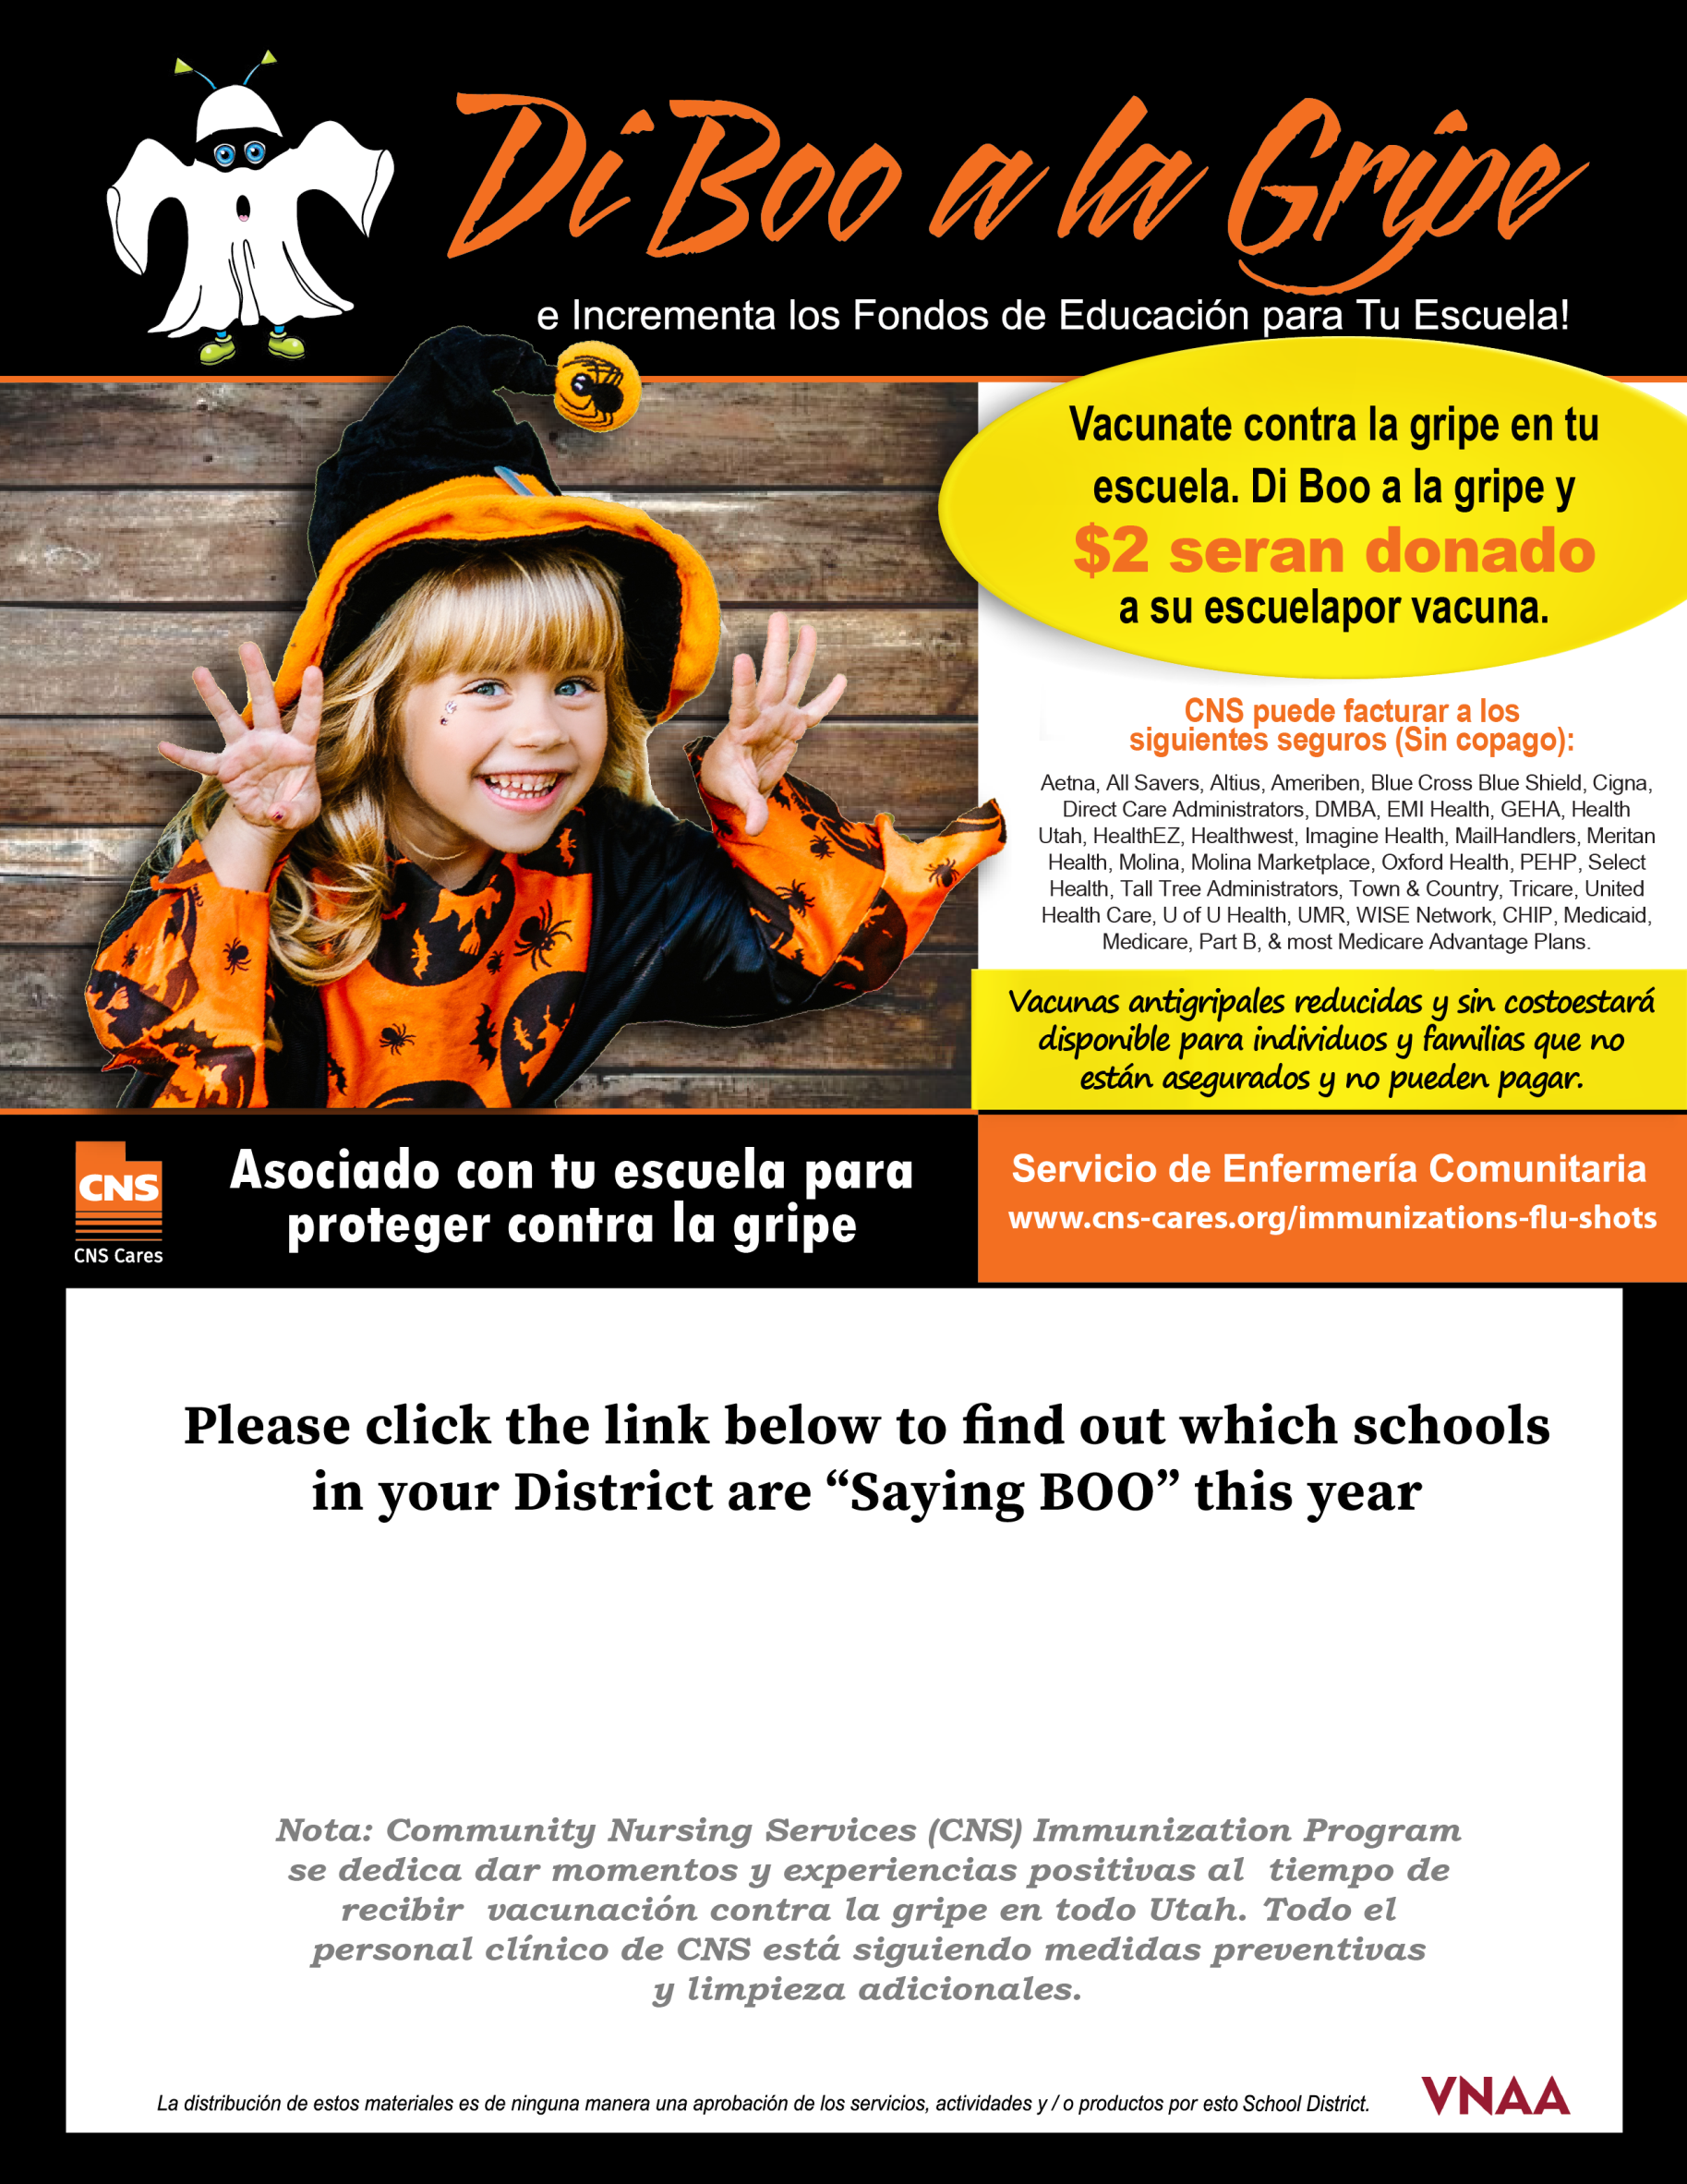 Di Boo a la Gripe
e Incrementa los Fondos de Educación para Tu Escuela!
Vacunate contra la gripe en tu
escuela. Di Boo a la gripe y
$2 seran donado
a su escuelapor vacuna.
CNS puede facturar a los
siguientes seguros (Sin copago):
Aetna, All Savers, Altius, Ameriben, Blue Cross Blue Shield, Cigna,
Direct Care Administrators, DMBA, EMI Health, GEHA, Health
Utah, HealthEZ, Healthwest, Imagine Health, MailHandlers, Meritan
Health, Molina, Molina Marketplace, Oxford Health, PEHP, Select
Health, Tall Tree Administrators, Town & Country, Tricare, United
Health Care, U of U Health, UMR, WISE Network, CHIP, Medicaid,
Medicare, Part B, & most Medicare Advantage Plans.
Vacunas antigripales reducidas y sin costoestará
disponible para individuos y familias que no
están asegurados y no pueden pagar.
CNS
CNS Cares
Asociado con tu escuela para
proteger contra la gripe
Servicio de Enfermería Comunitaria
www.cns-cares.org/immunizations-flu-shots
Please click the link below to find out which schools
in your District are “Saying BOO” this year
Nota: Community Nursing Services (CNS) Immunization Program
se dedica dar momentos y experiencias positivas al tiempo de
recibir vacunación contra la gripe en todo Utah. Todo el
personal clínico de CNS está siguiendo medidas preventivas
y limpieza adicionales.
La distribución de estos materiales es de ninguna manera una aprobación de los servicios, actividades y / o productos por esto School District.
VNAA